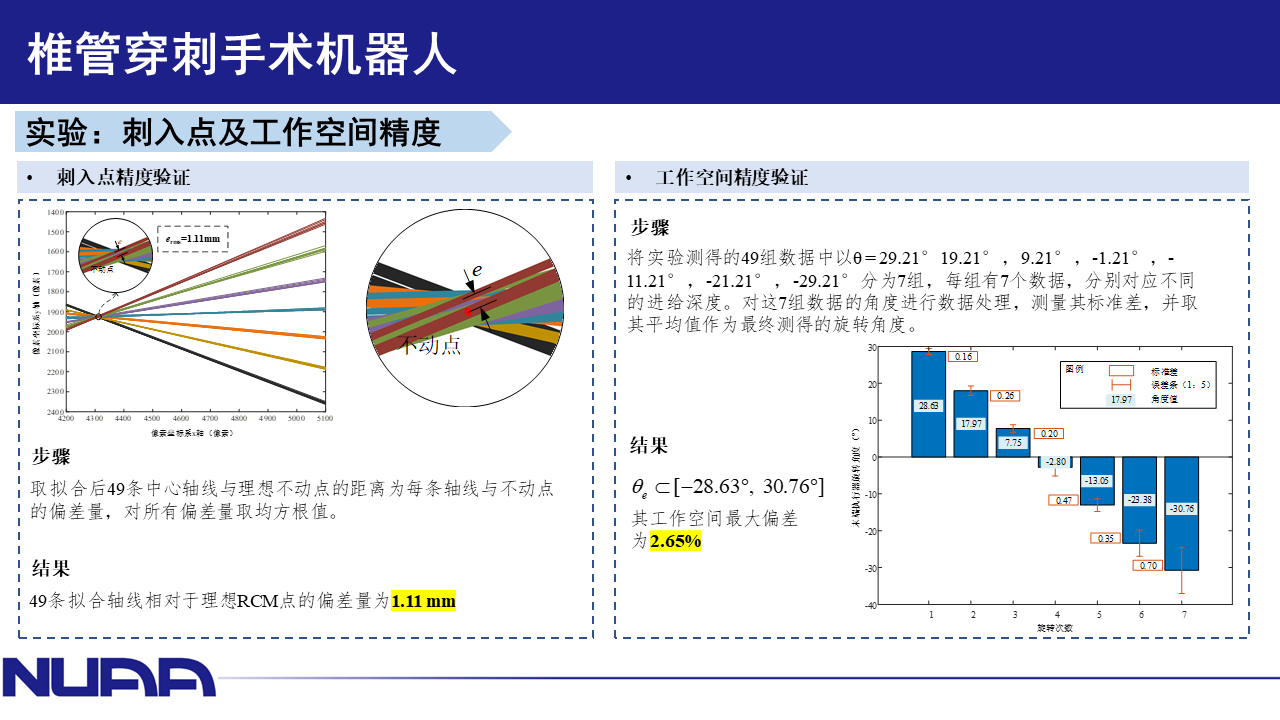 椎管穿刺手术机器人
实验：刺入点及工作空间精度
• 刺入点精度验证
1400
1500
1600
1700
1800
1900
2000
2100
2200
2300
2400
4200 4300 4400 4500 4600 4700 4800 4900 5000 5100
像素坐标系y轴（像素）
像素坐标系x轴（像素）
e
不动点
eRMS=1.11mm
e
不动点
步骤
取拟合后49条中心轴线与理想不动点的距离为每条轴线与不动点
的偏差量，对所有偏差量取均方根值。
结果
49条拟合轴线相对于理想RCM点的偏差量为1.11 mm
• 工作空间精度验证
步骤
将实验测得的49组数据中以θ＝29.21° 19.21° ，9.21° ，-1.21° ，-
11.21° ，-21.21° ，-29.21° 分为7组，每组有7个数据，分别对应不同
的进给深度。对这7组数据的角度进行数据处理，测量其标准差，并取
其平均值作为最终测得的旋转角度。
结果
θe ⊂[−28.63°, 30.76°]
其工作空间最大偏差
为2.65%
30
20
10
0
-10
-20
-30
-40
末端执行器旋转角度（°）
1 2 3 4 5 6 7
旋转次数
图例
标准差
误差条（1：5）
17.97 角度值
0.16
0.26
0.20
0.47
0.35
0.70
28.63
17.97
7.75
-2.80
-13.05
-23.38
-30.76
NUAA